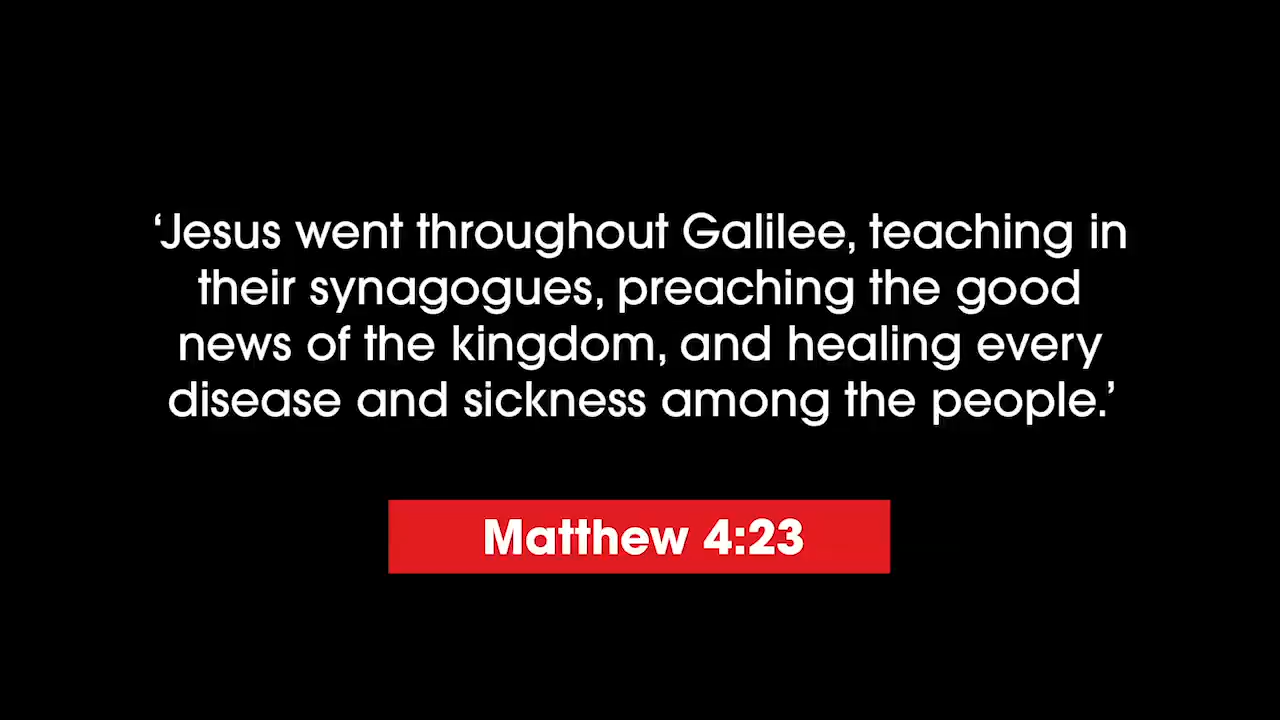 ‘Jesus went throughout Galilee, teaching in
their synagogues, preaching the good
news of the kingdom, and healing every
disease and sickness among the people.’
Matthew 4:23